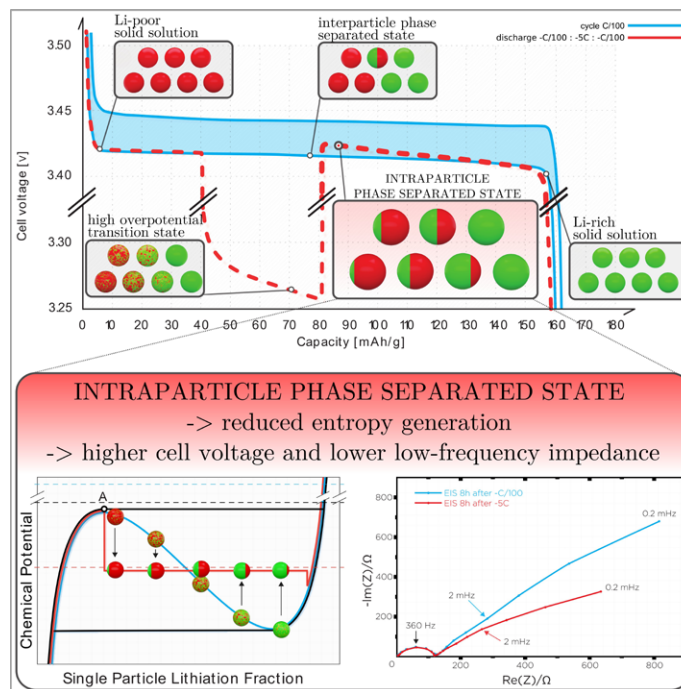 cycle C/100
discharge -C/100 : -5C : -C/100
Li-poor
solid solution
interparticle phase
separated state
3.50
3.45
3.40
3.30
3.25
Cell voltage [v]
high overpotential
transition state
INTRAPARTICLE
PHASE SEPARATED STATE
Li-rich
solid solution
0 10 20 30 40 50 60 70 80 90 100 110 120 130 140 150 160 170 180
Capacity [mAh/g]
INTRAPARTICLE PHASE SEPARATED STATE
-> reduced entropy generation
-> higher cell voltage and lower low-frequency impedance
A
Chemical Potential
Single Particle Lithiation Fraction
EIS 8h after -C/100
EIS 8h after -5C
800
600
400
200
0
-Im(Z)/Ω
0.2 mHz
2 mHz
0.2 mHz
360 Hz
2 mHz
0 200 400 600 800
Re(Z)/Ω